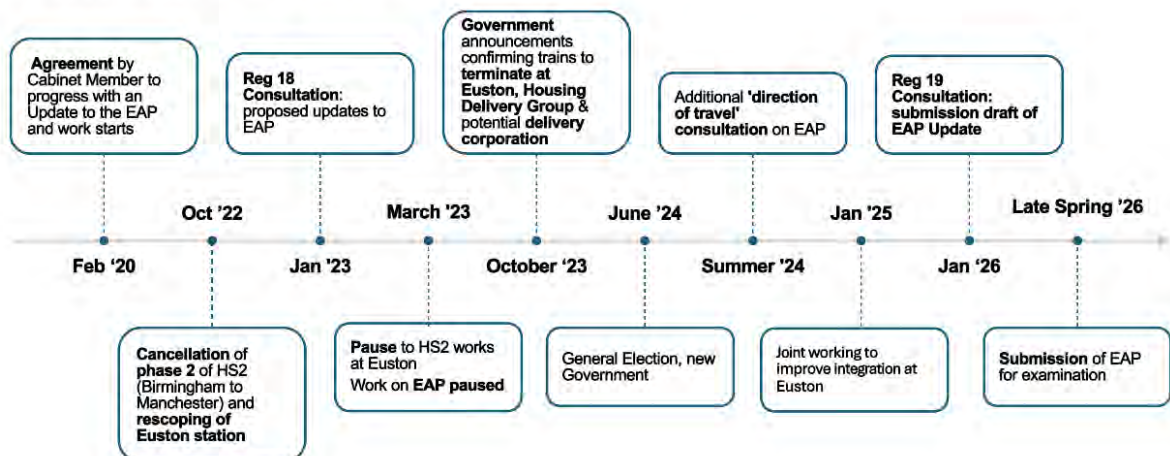 Agreement by
Cabinet Member to
progress with an
Update to the EAP
and work starts
Reg 18
Consultation:
proposed updates to
EAP
Government
announcements
confirming trains to
terminate at
Euston, Housing
Delivery Group &
potential delivery
corporation
Additional 'direction
of travel'
consultation on EAP
Reg 19
Consultation:
submission draft of
EAP Update
Oct '22
March '23
June '24
Jan '25
Late Spring '26
Feb '20
Jan '23
October '23
Summer '24
Jan '26
Cancellation of
phase 2 of HS2
(Birmingham to
Manchester) and
rescoping of
Euston station
Pause to HS2 works
at Euston
Work on EAP paused
General Election, new
Government
Joint working to
improve integration at
Euston
Submission of EAP
for examination